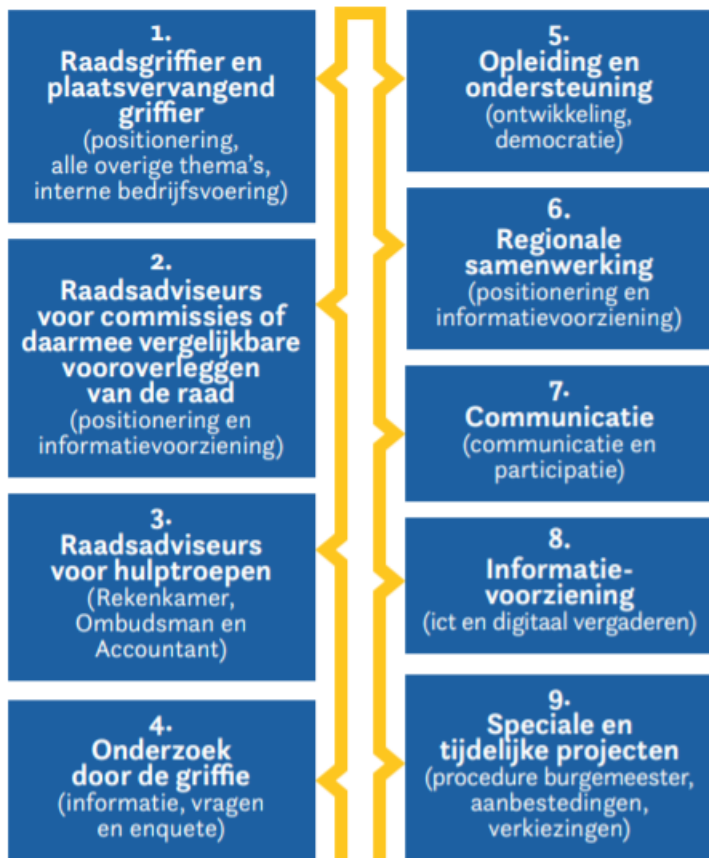 1.
Raadsgriffier en
plaatsvervangend
griffier
(positionering,
alle overige thema's,
interne bedrijfsvoering)
2.
Raadsadviseurs
voor commissies of
daarmee vergelijkbare
vooroverleggen
van de raad
(positionering en
informatievoorziening)
3.
Raadsadviseurs
voor hulptroepen
(Rekenkamer,
Ombudsman en
Accountant)
4.
Onderzoek
door de griffie
(informatie, vragen
en enquete)
5.
Opleiding en
ondersteuning
(ontwikkeling,
democratie)
6.
Regionale
samenwerking
(positionering en
informatievoorziening)
7.
Communicatie
(communicatie en
participatie)
8.
Informatie-
voorziening
(ict en digitaal vergaderen)
9.
Speciale en
tijdelijke projecten
(procedure burgemeester,
aanbestedingen,
verkiezingen)